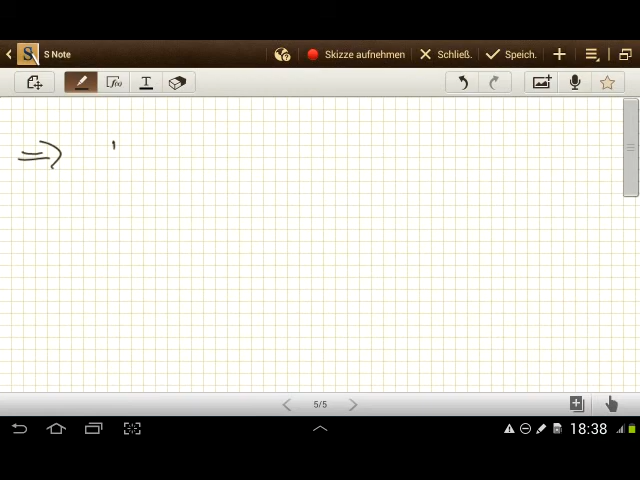 S S Note Skizze aufnehmen Schließ. Speich.
f(x) T
⇒ '
5/5
18:38